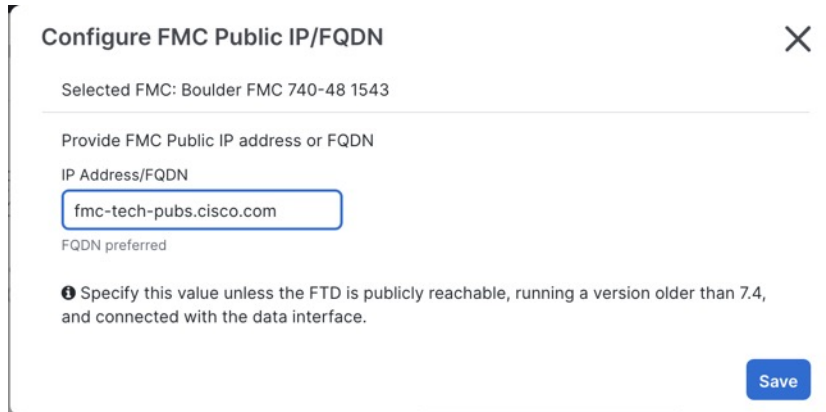 Configure FMC Public IP/FQDN
Selected FMC: Boulder FMC 740-48 1543
Provide FMC Public IP address or FQDN
IP Address/FQDN
fmc-tech-pubs.cisco.com
FQDN preferred
Specify this value unless the FTD is publicly reachable, running a version older than 7.4,
and connected with the data interface.
Save